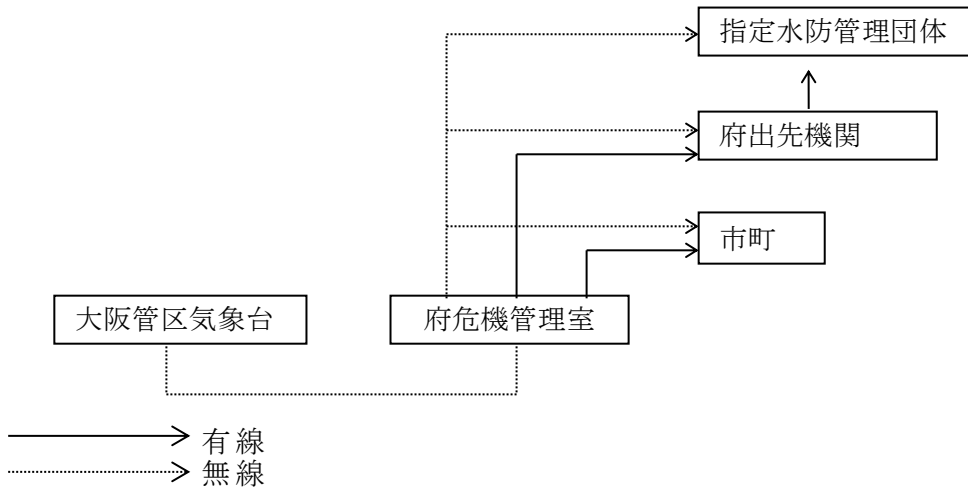 指定水防管理団体
府出先機関
市町
大阪管区気象台
府危機管理室
有線
無線